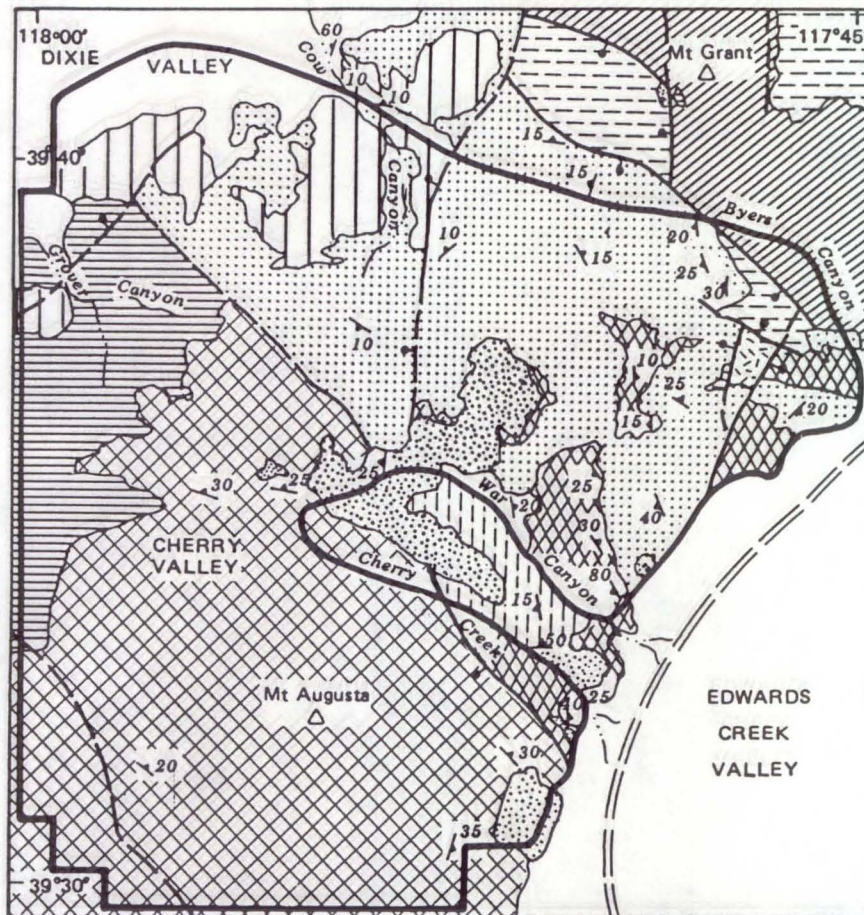 118°00'
117°45'
DIXIE
VALLEY
Cow
Canyon
Mt Grant
39°40'
Byers
Canyon
Grover
Canyon
60
10
10
15
15
10
15
20
25
30
10
10
25
15
20
25
25
30
20
25
30
80
40
CHERRY
VALLEY
War
Canyon
Cherry
Creek
15
50
25
40
Mt Augusta
20
30
35
EDWARDS
CREEK
VALLEY
39°30'